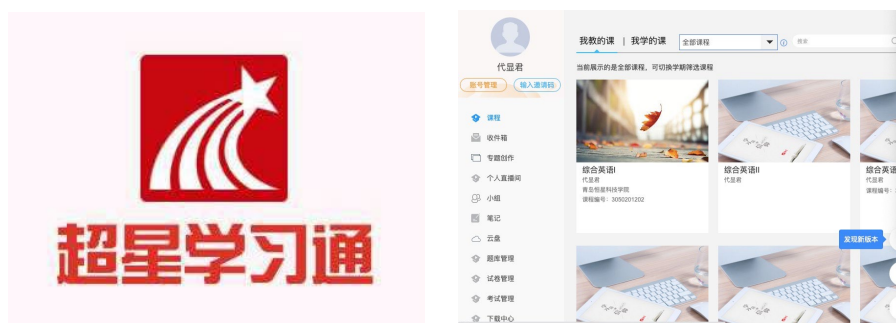 超星学习通
代显君
账号管理
输入邀请码
课程
收件箱
专题创作
个人直播间
小组
笔记
云盘
题库管理
试卷管理
考试管理
下载中心
我教的课 | 我学的课
全部课程
搜索
当前展示的是全部课程，可切换学期筛选课程
综合英语I
代显君
青岛恒星科技学院
课程编号：3050201202
综合英语II
代显君
综合英语
代显君
课程编号：
发现新版本